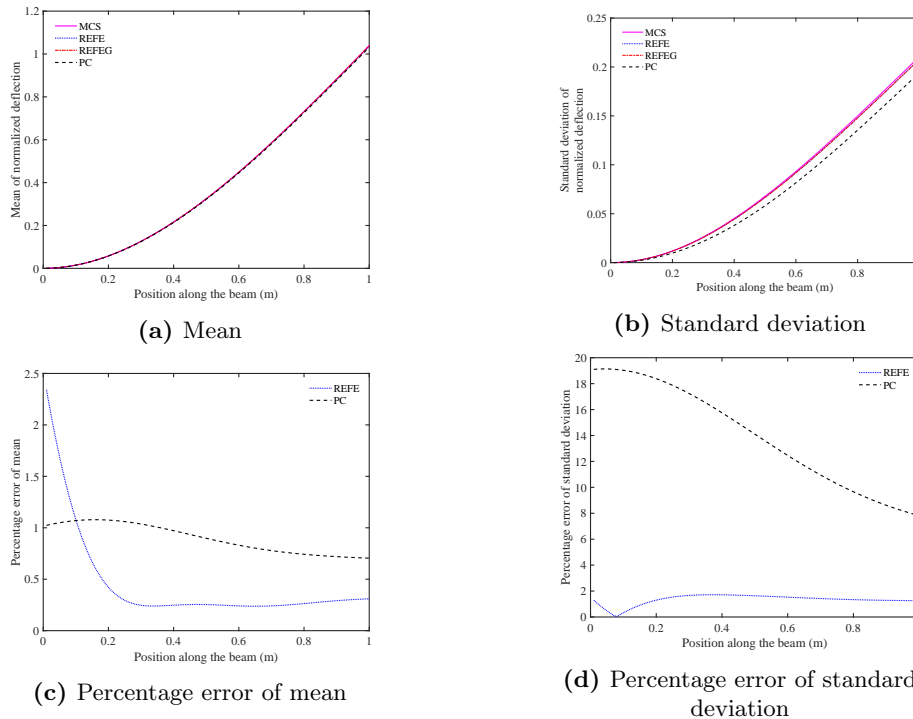 1.2
1
0.8
0.6
0.4
0.2
0
Mean of normalized deflection
MCS
REFE
REFEG
PC
0 0.2 0.4 0.6 0.8 1
Position along the beam (m)
(a) Mean
0.25
0.2
0.15
0.1
0.05
0
Standard deviation of
normalized deflection
MCS
REFE
REFEG
PC
0 0.2 0.4 0.6 0.8
Position along the beam (m)
(b) Standard deviation
2.5
2
1.5
1
0.5
0
Percentage error of mean
REFE
PC
0 0.2 0.4 0.6 0.8 1
Position along the beam (m)
(c) Percentage error of mean
20
18
16
14
12
10
8
6
4
2
0
Percentage error of standard deviation
REFE
PC
0 0.2 0.4 0.6 0.8
Position along the beam (m)
(d) Percentage error of standard
deviation